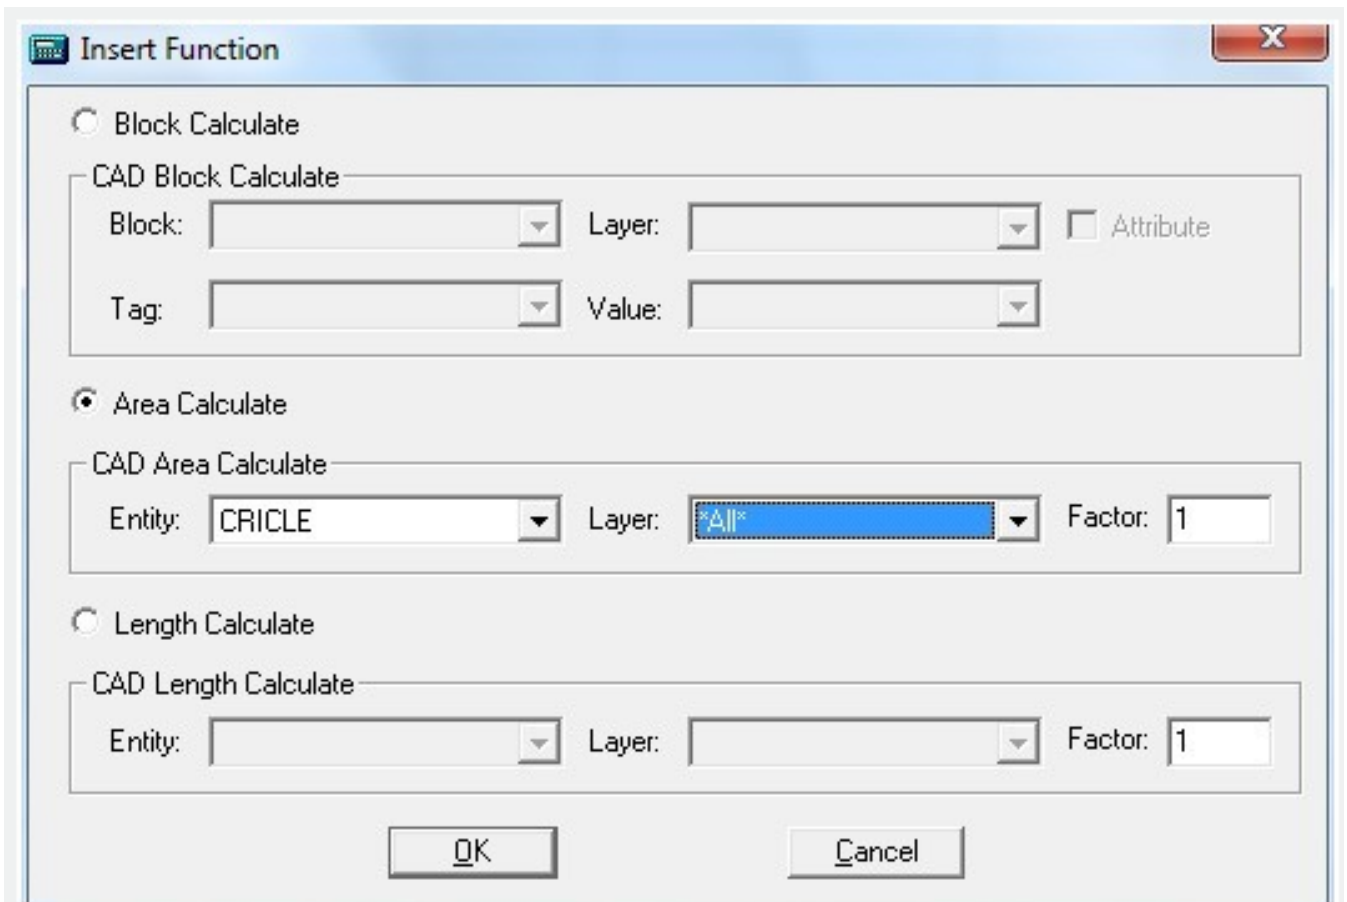 Insert Function
Block Calculate
CAD Block Calculate
Block: Layer: Attribute
Tag: Value:
Area Calculate
CAD Area Calculate
Entity: CRICLE Layer: *All* Factor: 1
Length Calculate
CAD Length Calculate
Entity: Layer: Factor: 1
OK Cancel